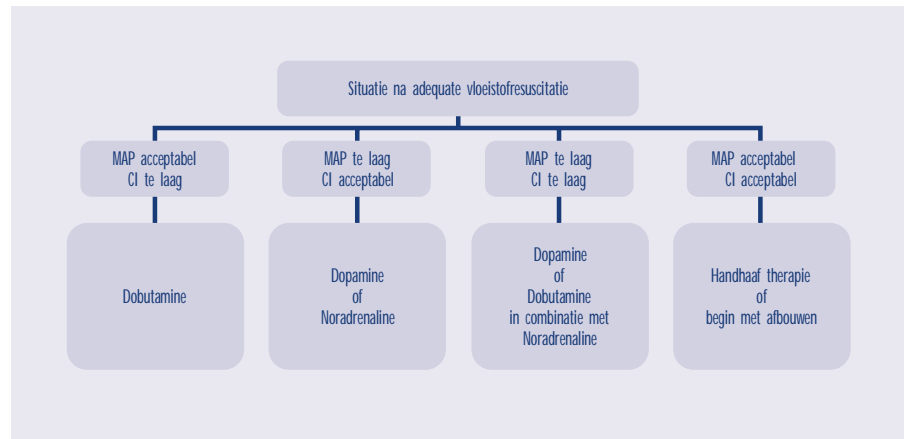 Situatie na adequate vloeistofresuscitatie
MAP acceptabel
CI te laag
MAP te laag
CI acceptabel
MAP te laag
CI te laag
MAP acceptabel
CI acceptabel
Dobutamine
Dopamine
of
Noradrenaline
Dopamine
of
Dobutamine
in combinatie met
Noradrenaline
Handhaaf therapie
of
begin met afbouwen